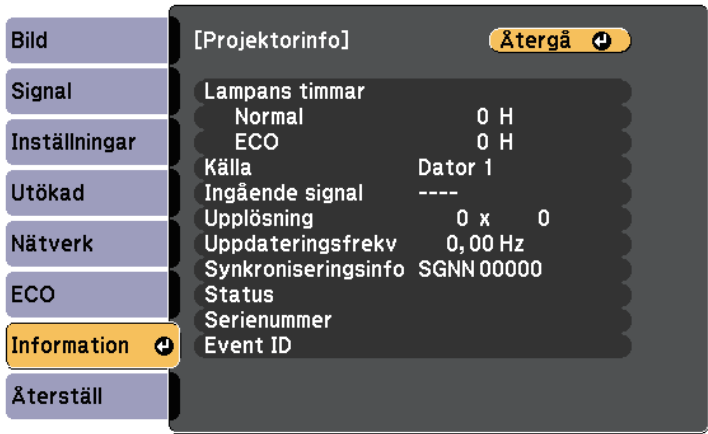 Bild
Signal
Inställningar
Utökad
Nätverk
ECO
Information
Återställ
[Projektorinfo] Återgå
Lampans timmar
Normal 0 H
ECO 0 H
Källa Dator 1
Ingående signal ----
Upplösning 0 x 0
Uppdateringsfrekv 0,00 Hz
Synkroniseringsinfo SGNN 00000
Status
Serienummer
Event ID